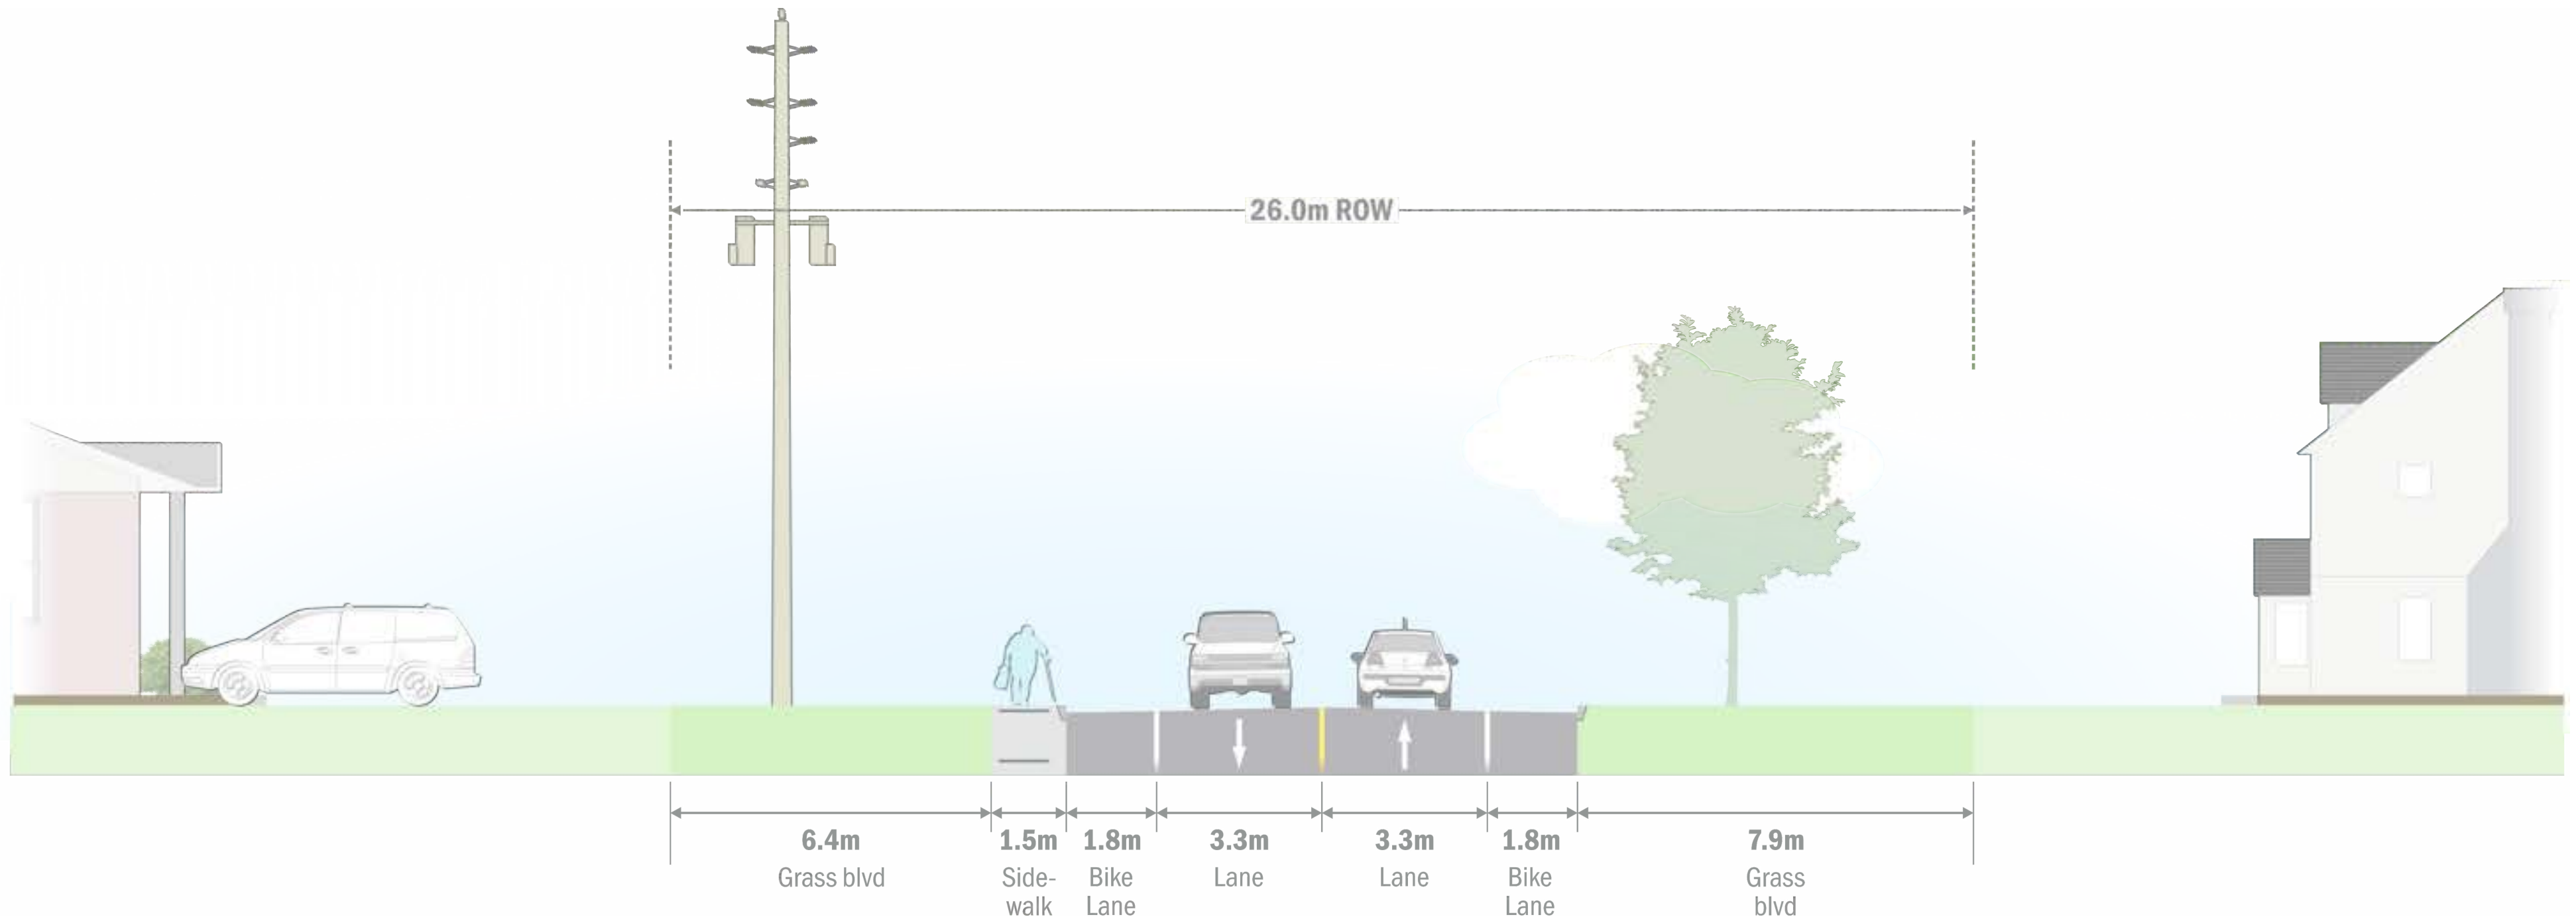 26.0m ROW
6.4m
Grass blvd
1.5m
Side-
walk
1.8m
Bike
Lane
3.3m
Lane
3.3m
Lane
1.8m
Bike
Lane
7.9m
Grass
blvd